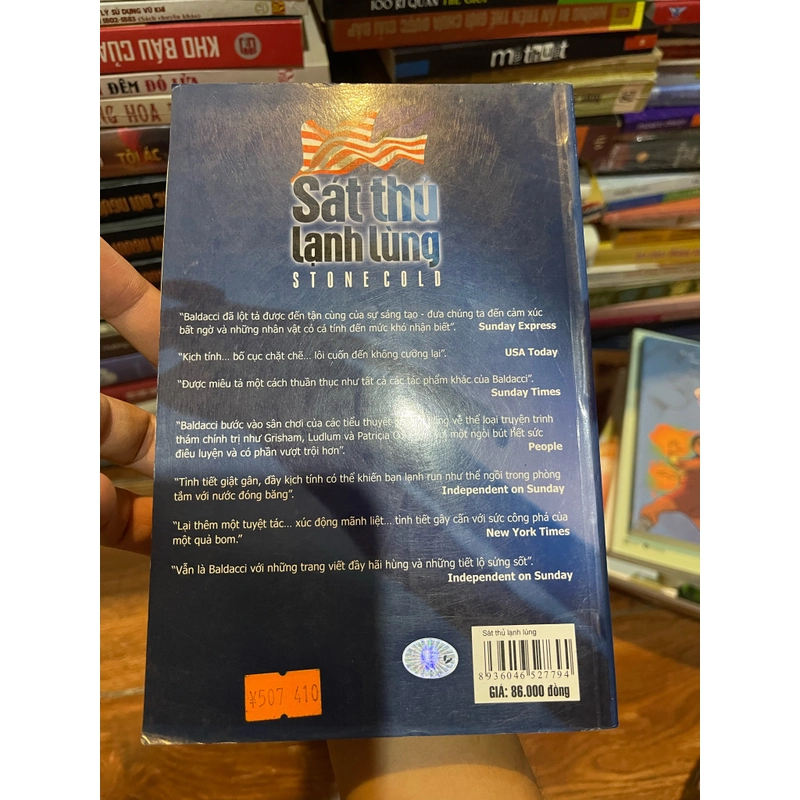 LÝ SỬ DỤNG VŨ KHÍ
KHO BÁU CỦA
ĐÊM ĐỎ LỬA
HOA
TỘI ÁC
Sát thủ
lạnh lùng
STONE COLD
“Baldacci đã lột tả được đến tận cùng của sự sáng tạo - đưa chúng ta đến cảm xúc
bất ngờ và những nhân vật có cá tính đến mức khó nhận biết”. Sunday Express
“Kịch tính... bố cục chặt chẽ... lôi cuốn đến không cưỡng lại”. USA Today
“Được miêu tả một cách thuần thục như tất cả các tác phẩm khác của Baldacci”.
Sunday Times
“Baldacci bước vào sân chơi của các tiểu thuyết về thể loại truyện trinh
thám chính trị như Grisham, Ludlum và Patricia với một ngòi bút hết sức
điêu luyện và có phần vượt trội hơn”. People
“Tình tiết giật gân, đầy kịch tính có thể khiến bạn lạnh run như thể ngồi trong phòng
tắm với nước đóng băng”. Independent on Sunday
“Lại thêm một tuyệt tác... xúc động mãnh liệt... tình tiết gây cấn với sức công phá của
một quả bom.” New York Times
“Vẫn là Baldacci với những trang viết đầy hãi hùng và những tiết lộ sửng sốt”.
Independent on Sunday
Sát thủ lạnh lùng
8936046527794
GIÁ: 86.000 đồng
¥507 410